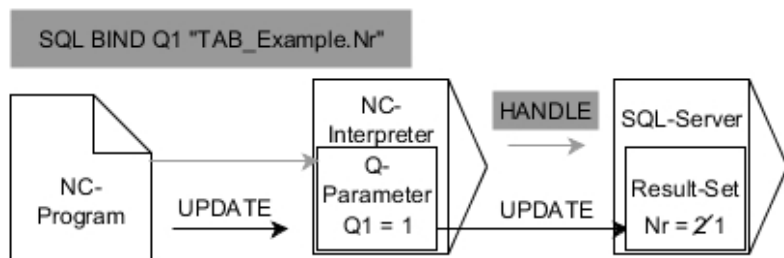 SQL BIND Q1 "TAB_Example.Nr"
NC-
Program
UPDATE
NC-
Interpreter
Q-
Parameter
Q1 = 1
HANDLE
UPDATE
SQL-Server
Result-Set
Nr = 2 1